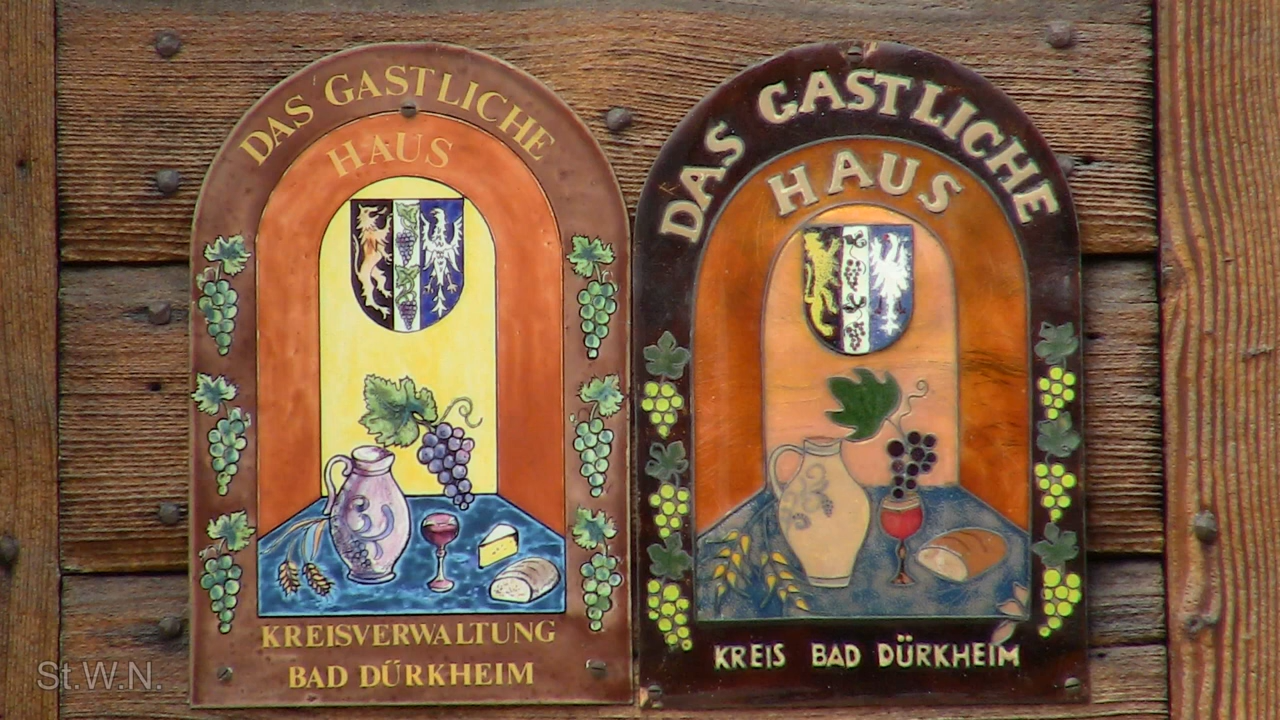 DAS GASTLICHE
HAUS
KREISVERWALTUNG
BAD DÜRKHEIM
DAS GASTLICHE
HAUS
KREIS BAD DÜRKHEIM
St.W.N.